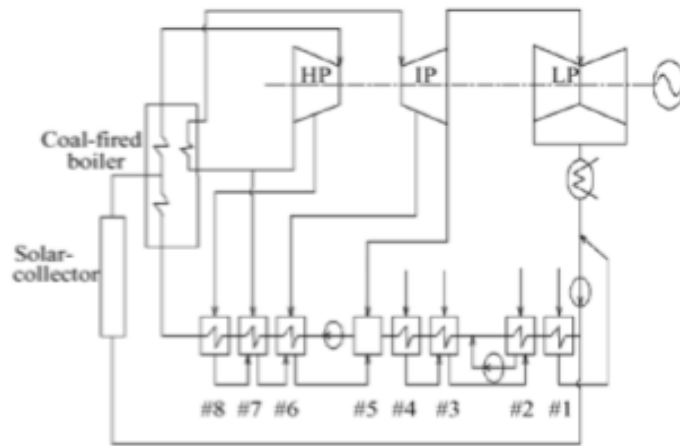 HP
IP
LP
Coal-fired
boiler
Solar-
collector
#8 #7 #6 #5 #4 #3 #2 #1